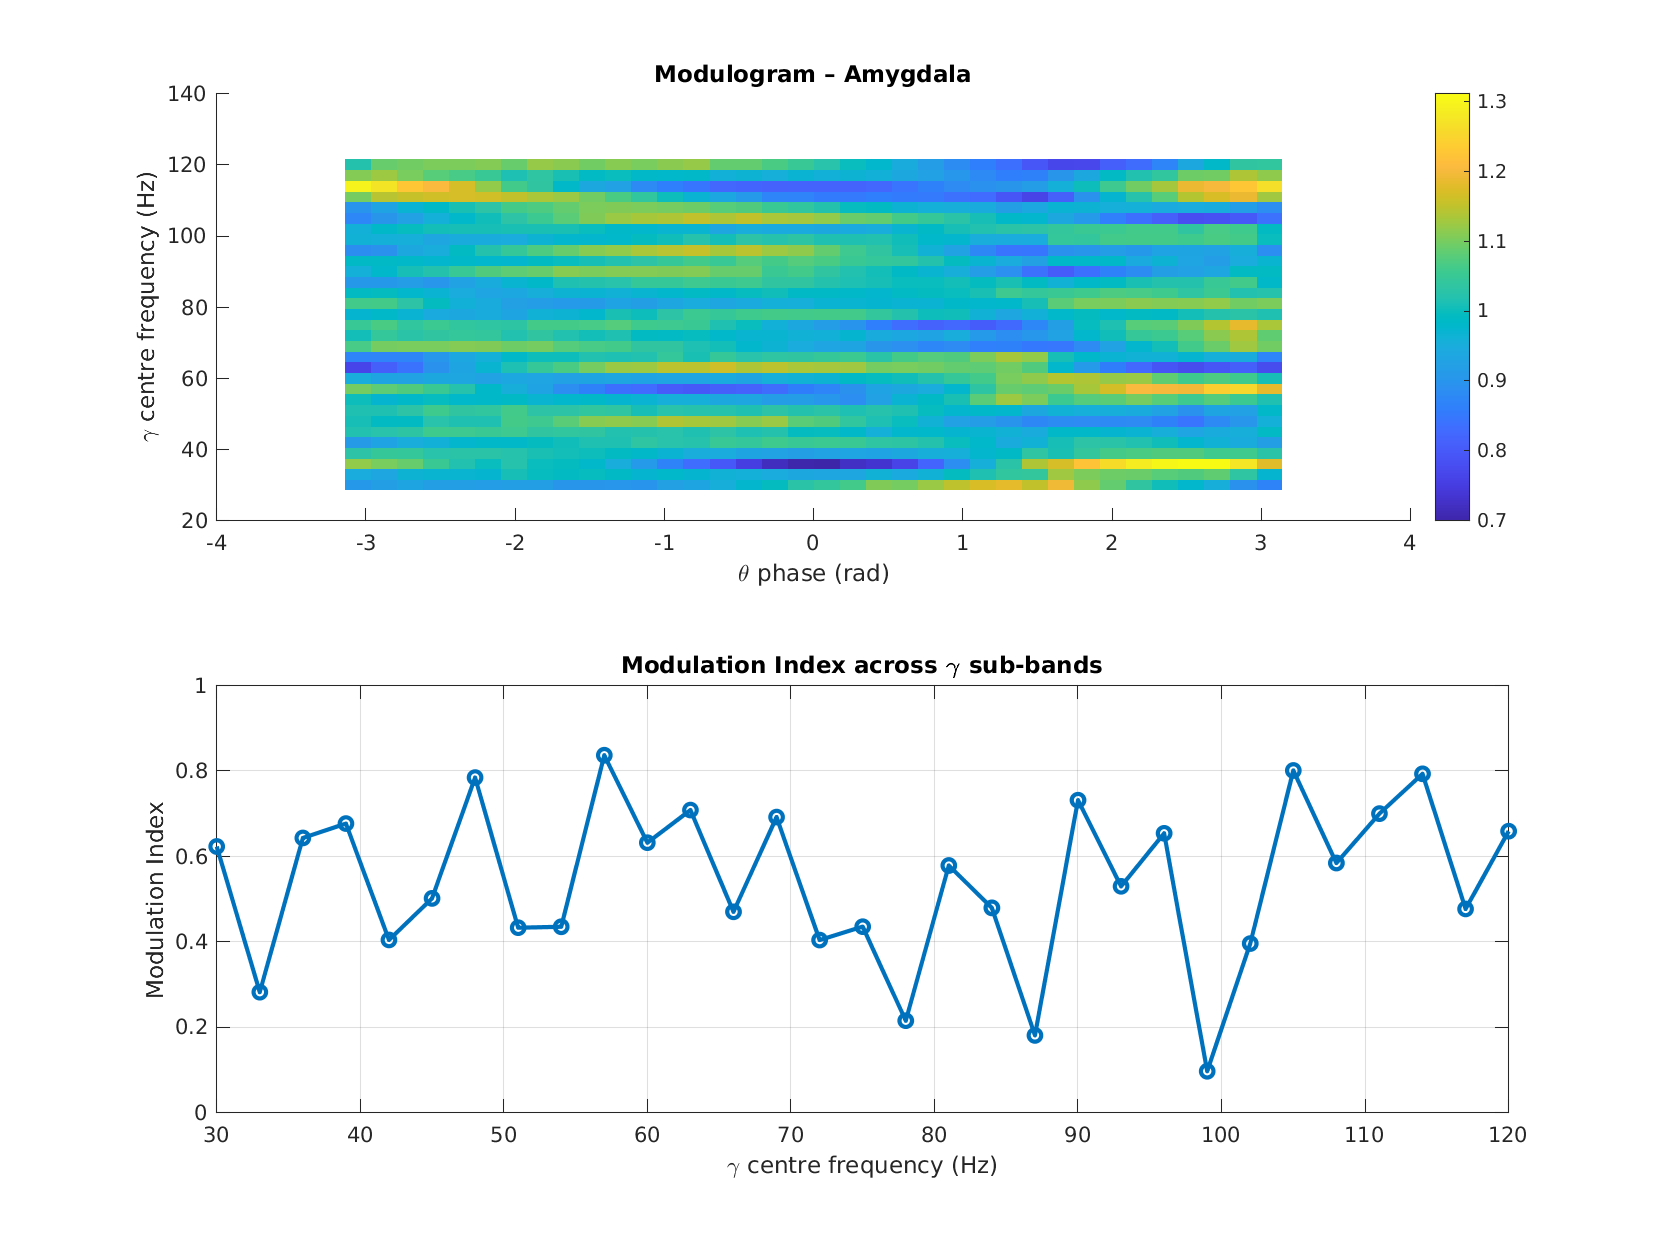 Modulogram – Amygdala
140
120
100
80
60
40
20
γ centre frequency (Hz)
-4 -3 -2 -1 0 1 2 3 4
θ phase (rad)
1.3
1.2
1.1
1
0.9
0.8
0.7
Modulation Index across γ sub-bands
1
0.8
0.6
0.4
0.2
0
Modulation Index
30 40 50 60 70 80 90 100 110 120
γ centre frequency (Hz)